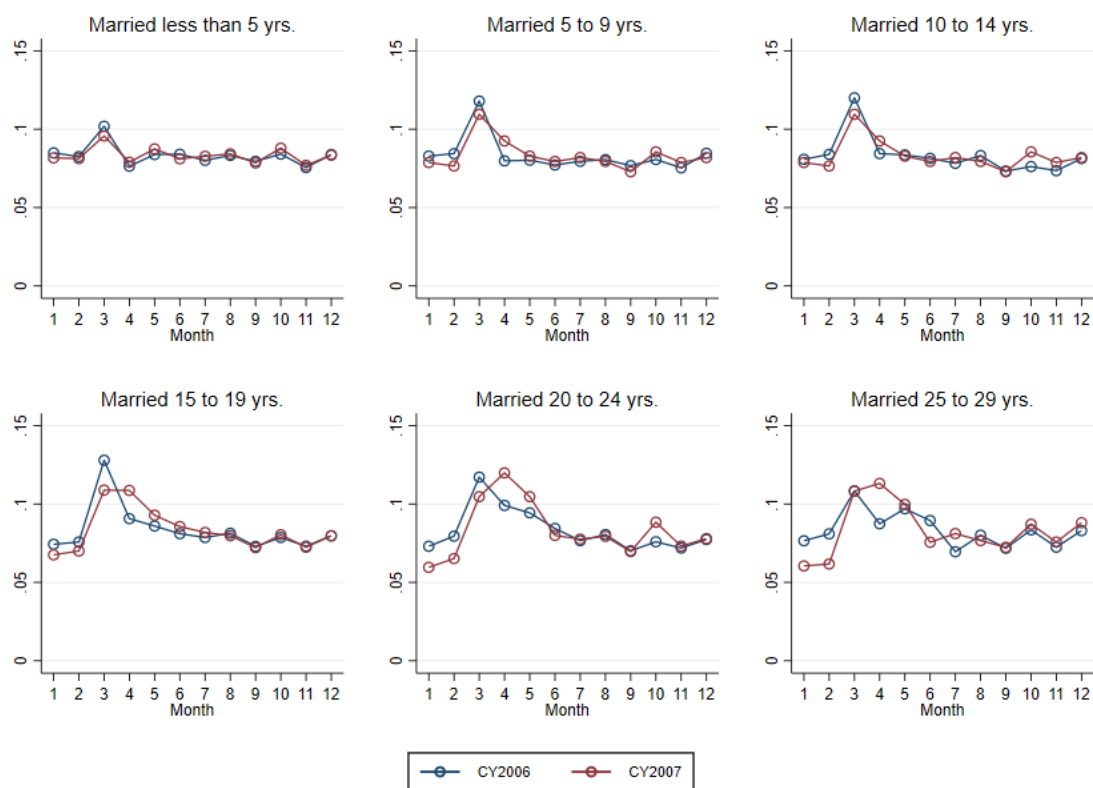 Married less than 5 yrs. Married 5 to 9 yrs. Married 10 to 14 yrs.
.15 .15 .15
.1 .1 .1
.05 .05 .05
0 0 0
1 2 3 4 5 6 7 8 9 10 11 12 1 2 3 4 5 6 7 8 9 10 11 12 1 2 3 4 5 6 7 8 9 10 11 12
Month Month Month
Married 15 to 19 yrs. Married 20 to 24 yrs. Married 25 to 29 yrs.
.15 .15 .15
.1 .1 .1
.05 .05 .05
0 0 0
1 2 3 4 5 6 7 8 9 10 11 12 1 2 3 4 5 6 7 8 9 10 11 12 1 2 3 4 5 6 7 8 9 10 11 12
Month Month Month
CY2006 CY2007